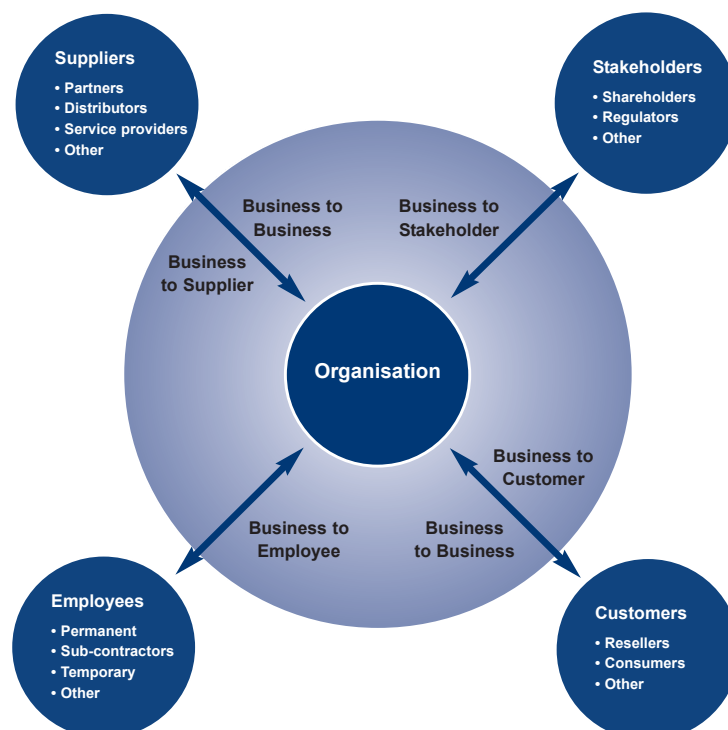 Suppliers
• Partners
• Distributors
• Service providers
• Other
Stakeholders
• Shareholders
• Regulators
• Other
Business to
Business
Business to
Stakeholder
Business
to Supplier
Organisation
Business to
Customer
Business to
Employee
Business
to Business
Employees
• Permanent
• Sub-contractors
• Temporary
• Other
Customers
• Resellers
• Consumers
• Other